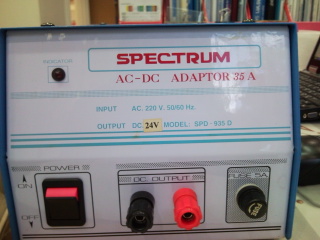 SPECTRUM
INDICATOR
AC-DC ADAPTOR 35 A
INPUT AC. 220 V. 50/60 Hz.
OUTPUT DC 24V MODEL: SPD - 935 D
POWER
DC. OUTPUT
FUSE 5A
ON
OFF
FUSE